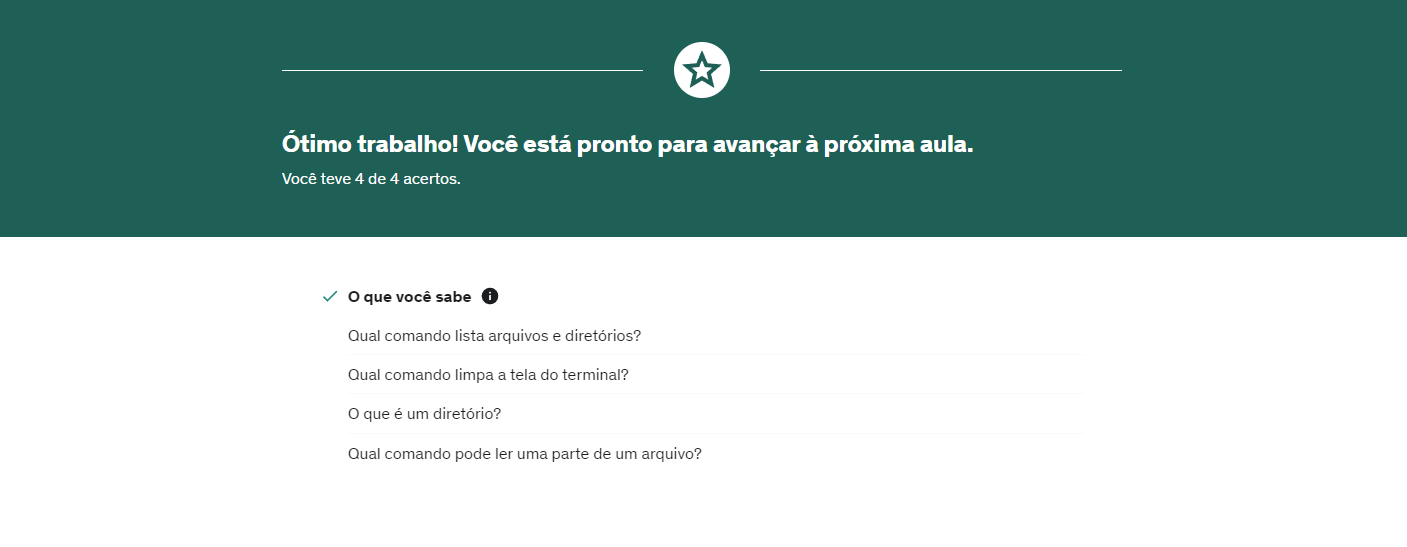 Ótimo trabalho! Você está pronto para avançar à próxima aula.
Você teve 4 de 4 acertos.
O que você sabe
Qual comando lista arquivos e diretórios?
Qual comando limpa a tela do terminal?
O que é um diretório?
Qual comando pode ler uma parte de um arquivo?